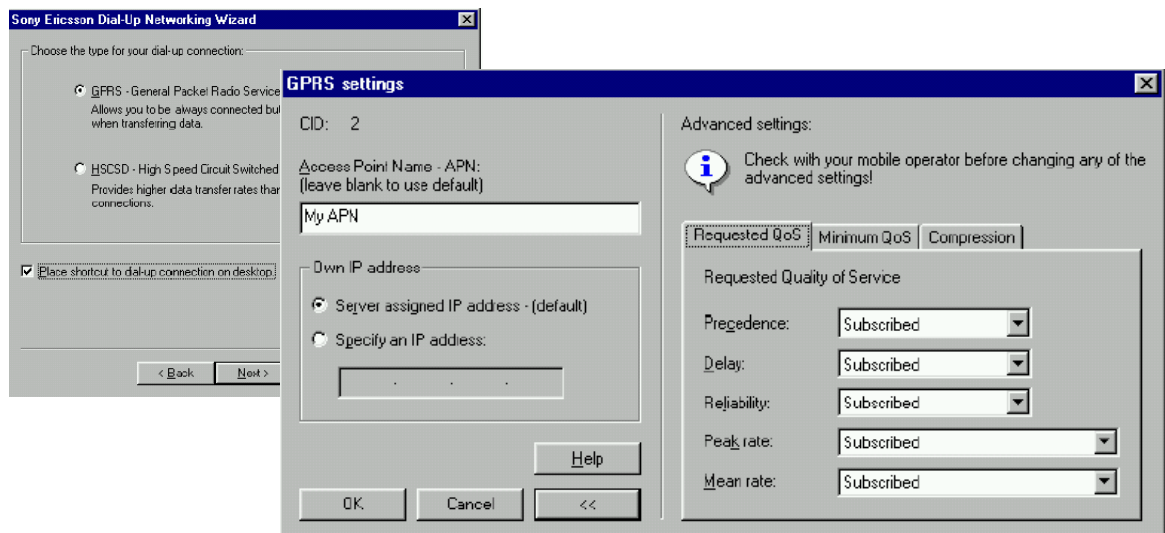 Sony Ericsson Dial-Up Networking Wizard
Choose the type for your dial-up connection:
GPRS - General Packet Radio Service
Allows you to be always connected but
when transferring data.
HSCSD - High Speed Circuit Switched
Provides higher data transfer rates than
connections.
Place shortcut to dial-up connection on desktop.
< Back
Next >
GPRS settings
CID: 2
Access Point Name - APN:
(leave blank to use default)
My APN
Own IP address
Server assigned IP address - (default)
Specify an IP address:
. . .
Help
OK
Cancel
<<
Advanced settings:
Check with your mobile operator before changing any of the
advanced settings!
Requested QoS
Minimum QoS
Compression
Requested Quality of Service
Precedence: Subscribed
Delay: Subscribed
Reliability: Subscribed
Peak rate: Subscribed
Mean rate: Subscribed